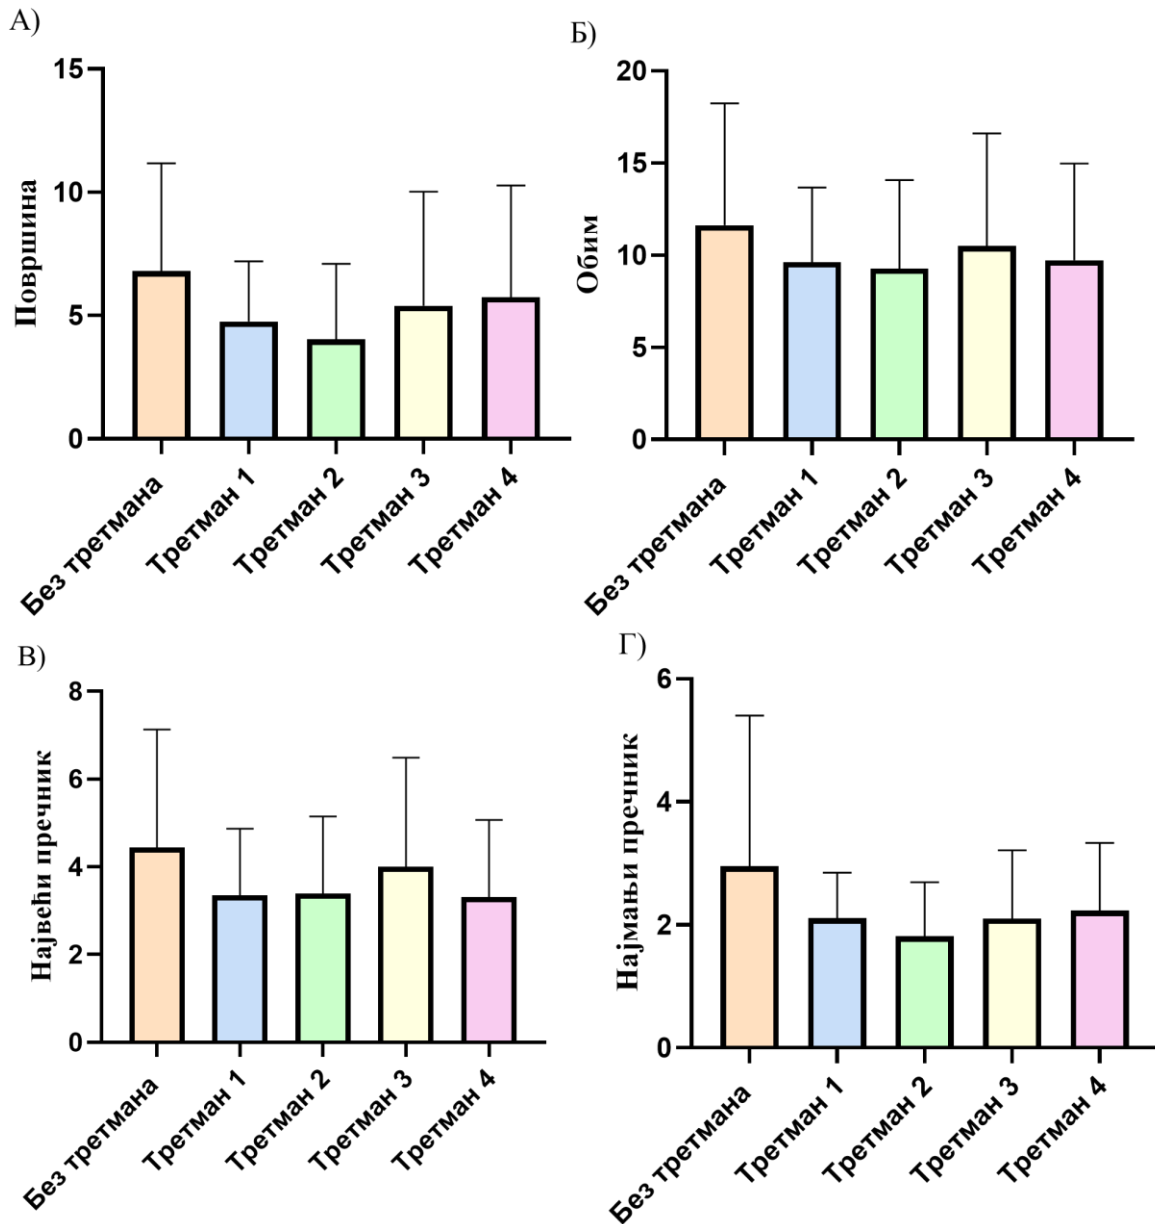 А)
Површина
15
10
5
0
Без третмана
Третман 1
Третман 2
Третман 3
Третман 4
Б)
Обим
20
15
10
5
0
Без третмана
Третман 1
Третман 2
Третман 3
Третман 4
В)
Највећи пречник
8
6
4
2
0
Без третмана
Третман 1
Третман 2
Третман 3
Третман 4
Г)
Најмањи пречник
6
4
2
0
Без третмана
Третман 1
Третман 2
Третман 3
Третман 4